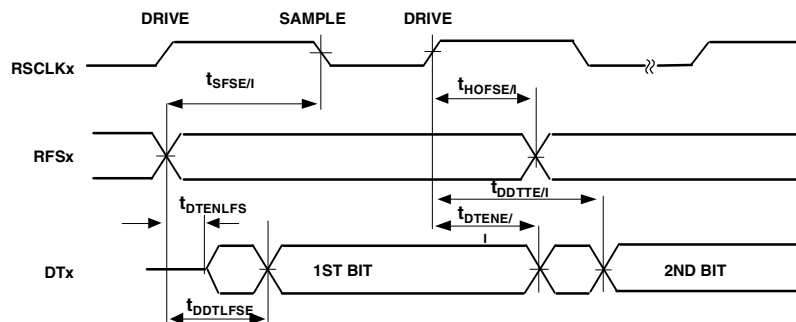 DRIVE SAMPLE DRIVE
RSCLKx
tSFSE/I
tHOFSE/I
RFSx
tDDTTE/I
tDTENLFS
tDTENE/
I
DTx
1ST BIT
2ND BIT
tDDTLFSE